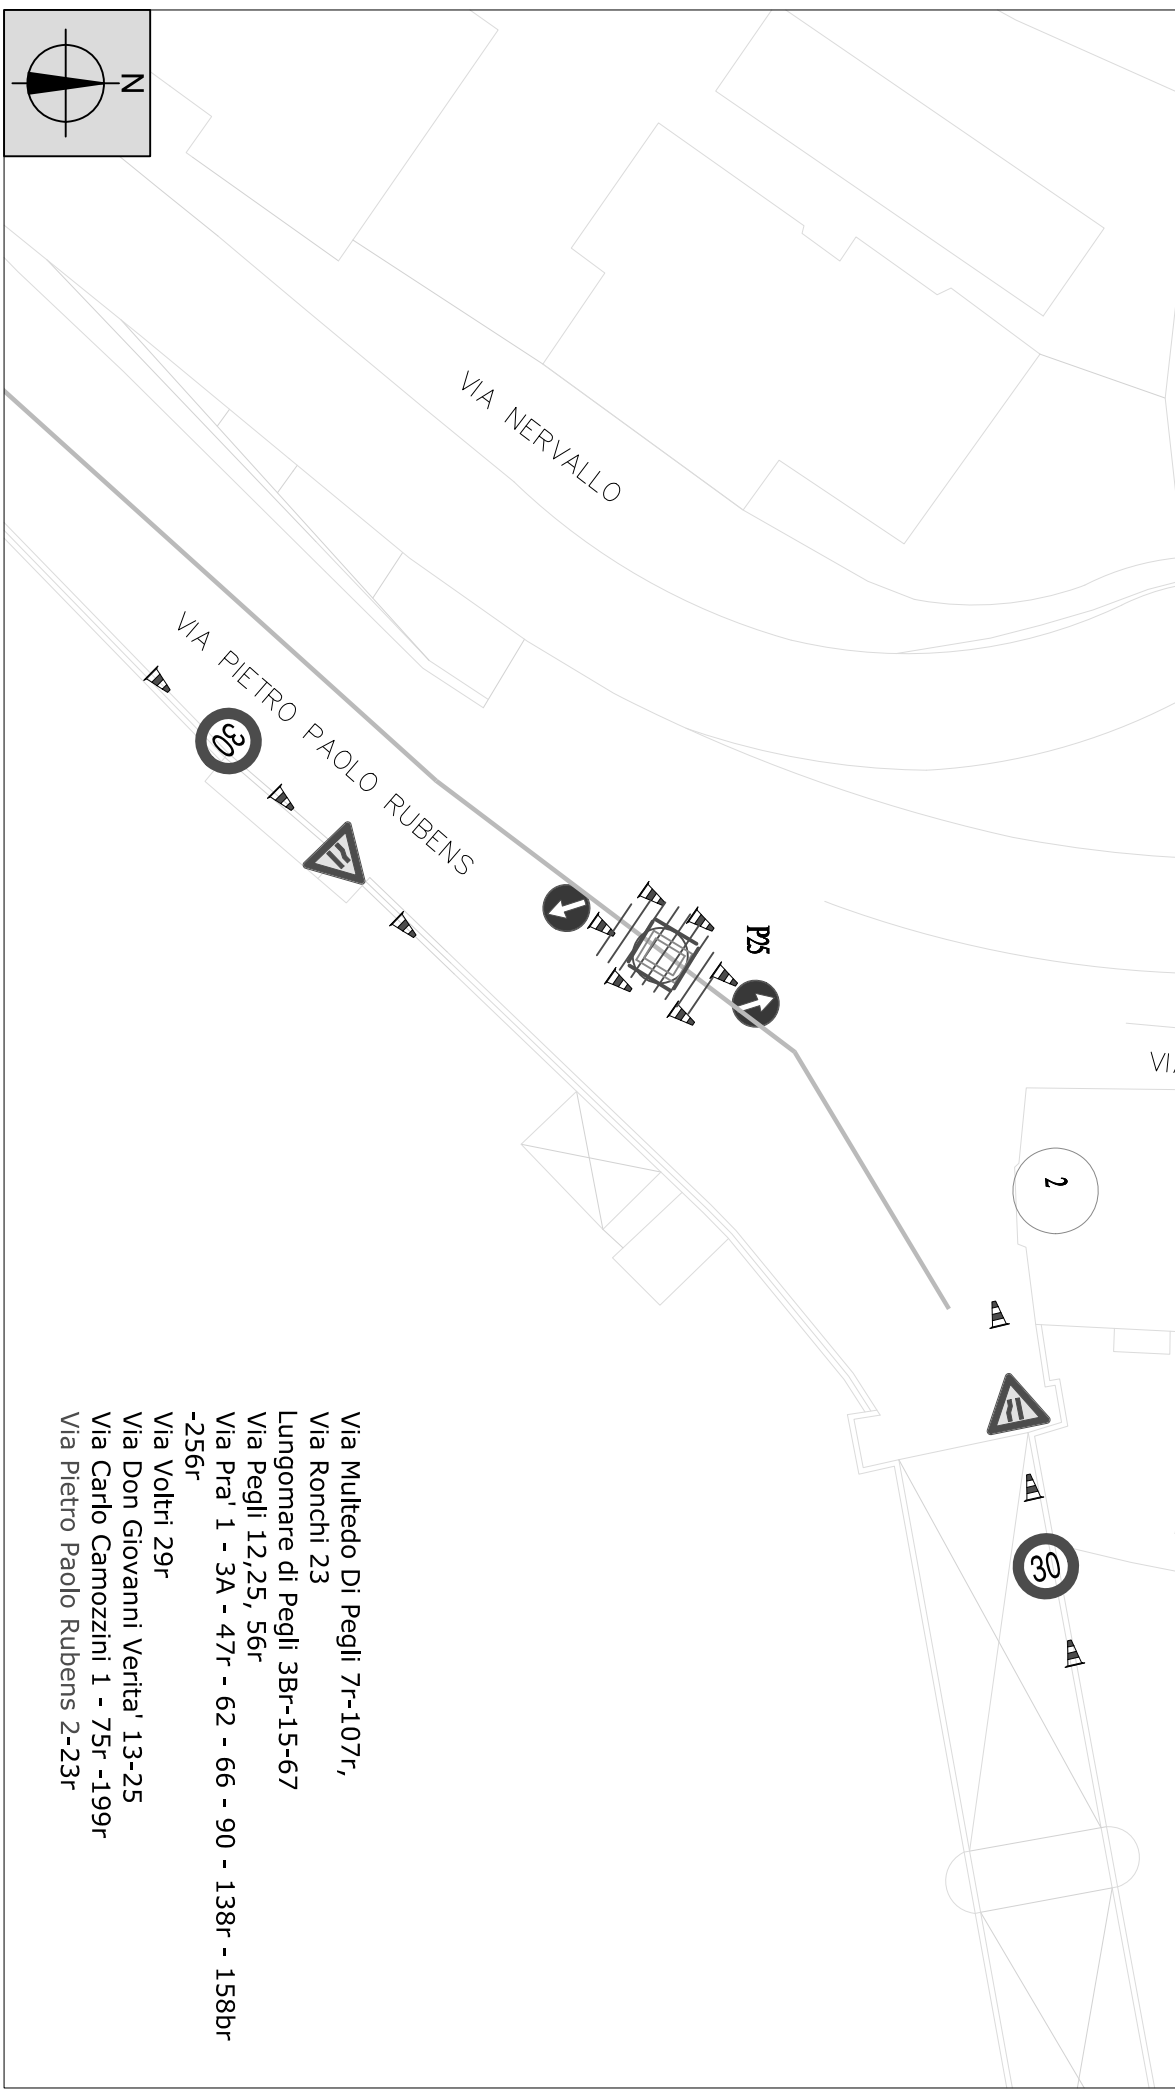 N
VIA NERVALLO
VIA PIETRO PAOLO RUBENS
30
P25
2
30
Via Multedo Di Pegli 7r-107r,
Via Ronchi 23
Lungomare di Pegli 3Br-15-67
Via Pegli 12,25, 56r
Via Pra' 1 - 3A - 47r - 62 - 66 - 90 - 138r - 158br
-256r
Via Voltri 29r
Via Don Giovanni Verita' 13-25
Via Carlo Camozzini 1 - 75r -199r
Via Pietro Paolo Rubens 2-23r